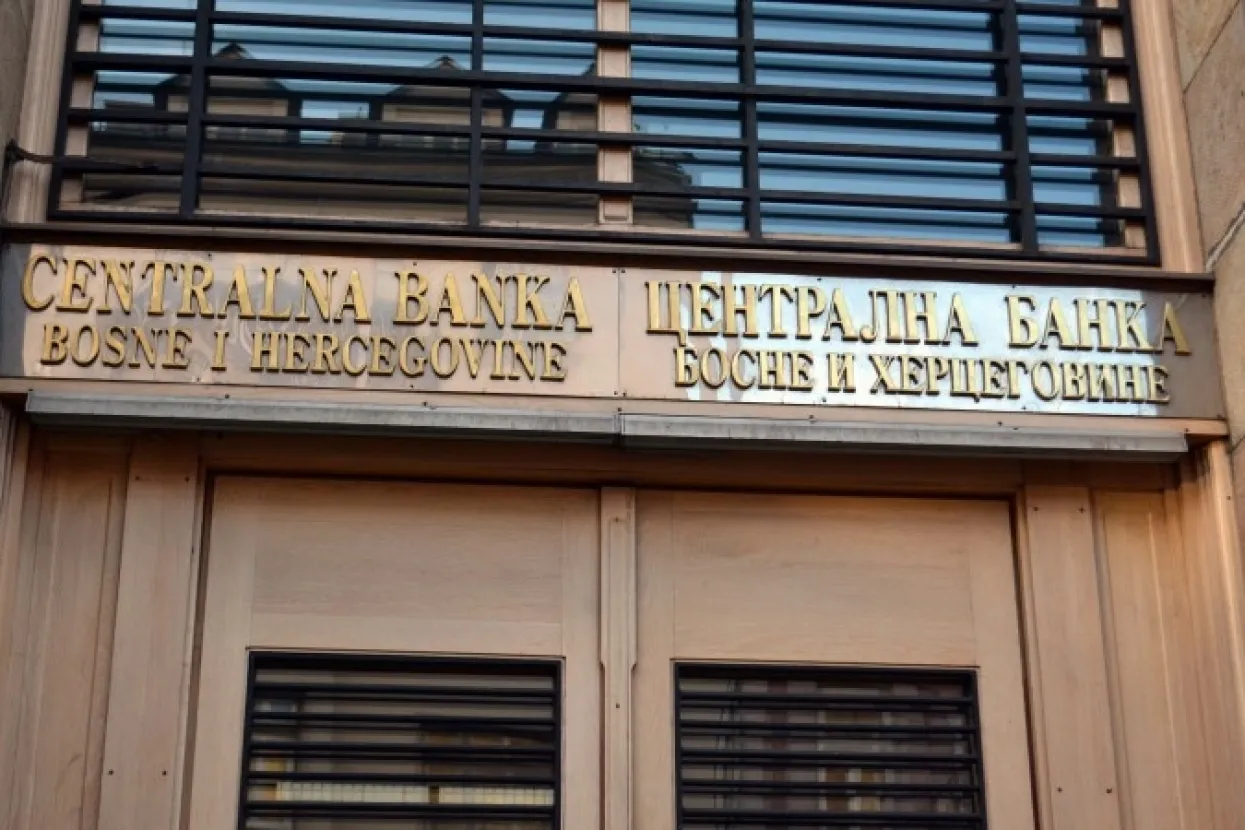 CENTRALNA BANKA
BOSNE I HERCEGOVINE
ЦЕНТРАЛНА БАНКА
БОСНЕ И ХЕРЦЕГОВИНЕ